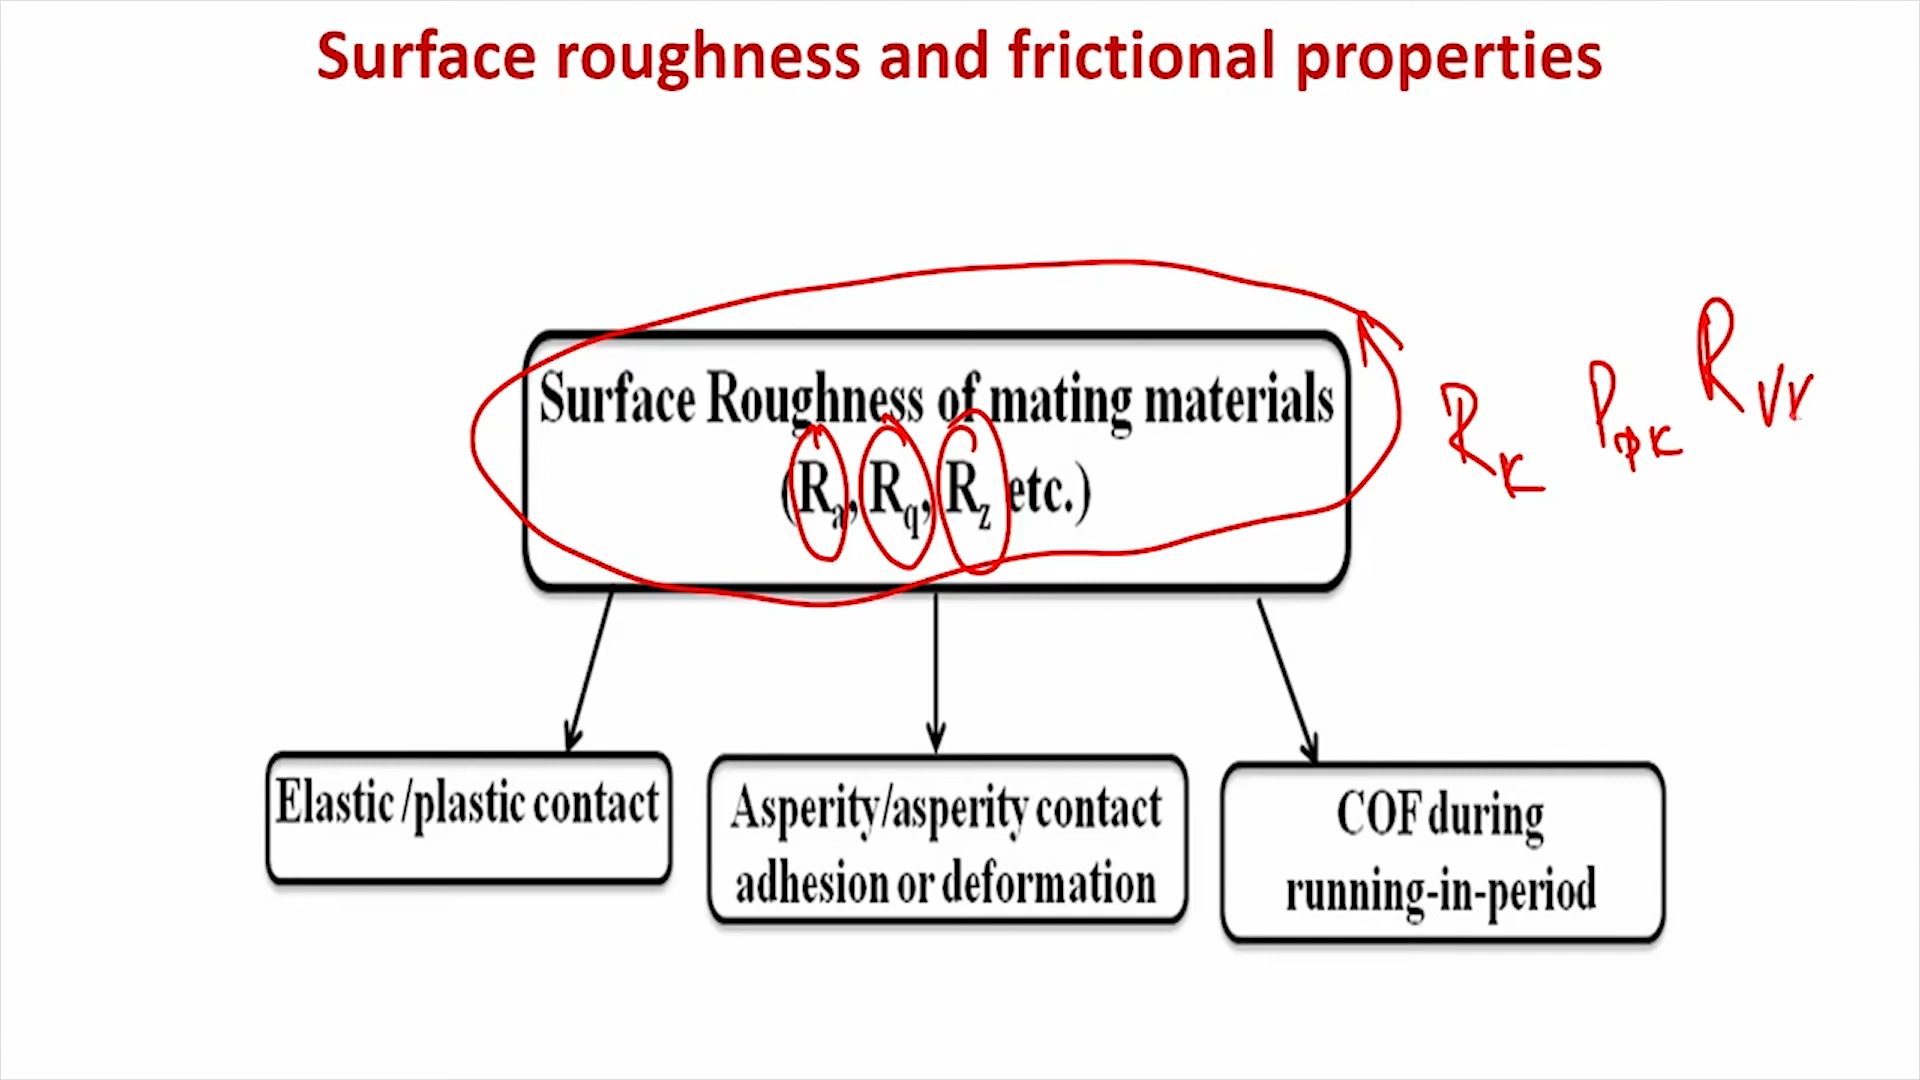 Surface roughness and frictional properties
Surface Roughness of mating materials
(Ra, Rq, Rz etc.)
RK RPK RVK
Elastic /plastic contact
Asperity/asperity contact
adhesion or deformation
COF during
running-in-period